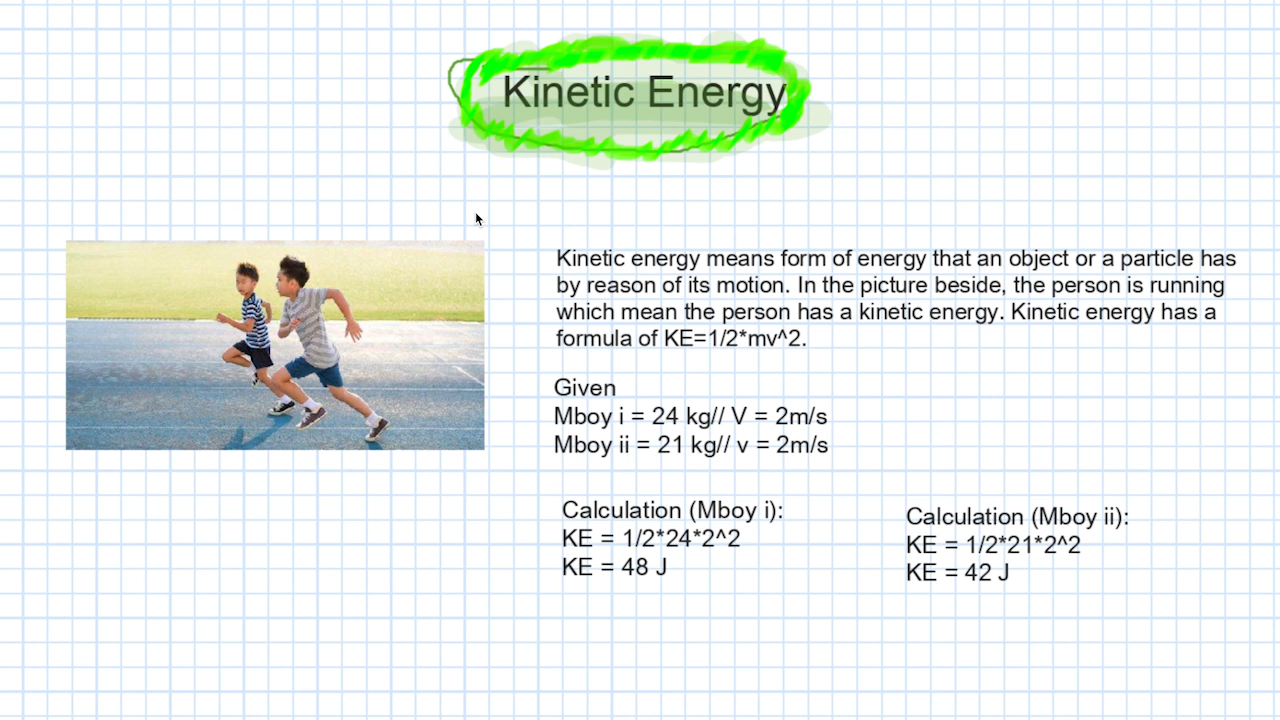 Kinetic Energy
Kinetic energy means form of energy that an object or a particle has
by reason of its motion. In the picture beside, the person is running
which mean the person has a kinetic energy. Kinetic energy has a
formula of KE=1/2*mv^2.
Given
Mboy i = 24 kg// V = 2m/s
Mboy ii = 21 kg// v = 2m/s
Calculation (Mboy i):
KE = 1/2*24*2^2
KE = 48 J
Calculation (Mboy ii):
KE = 1/2*21*2^2
KE = 42 J